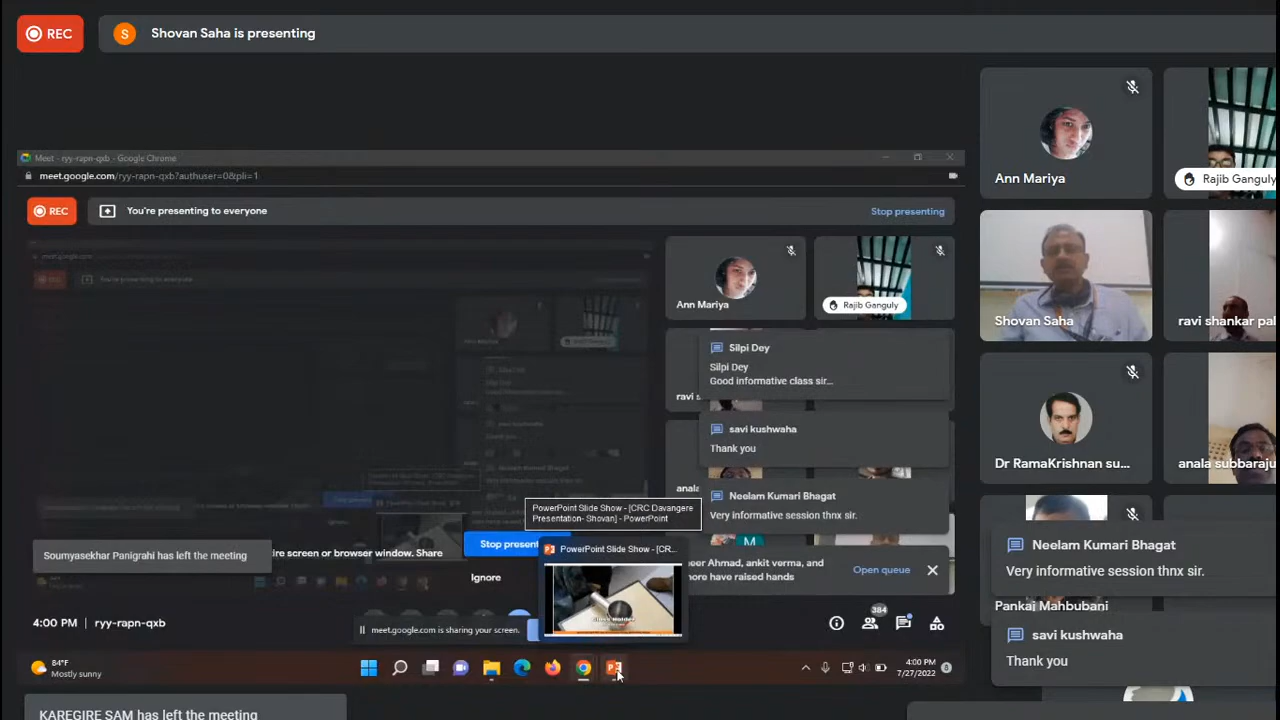 REC
S
Shovan Saha is presenting
Ann Mariya
Rajib Ganguly
Meet - ryy-rapn-qxb - Google Chrome
meet.google.com/ryy-rapn-qxb?authuser=0&pli=1
REC
You're presenting to everyone
Stop presenting
Ann Mariya
Rajib Ganguly
Shovan Saha
ravi shankar pal
Silpi Dey
Silpi Dey
Good informative class sir...
ravi s
savi kushwaha
Thank you
Dr RamaKrishnan su...
anala subbaraju
anala
Neelam Kumari Bhagat
Very informative session thnx sir.
PowerPoint Slide Show - [CRC Davangere
Presentation- Shovan] - PowerPoint
Soumyasekhar Panigrahi has left the meeting
ire screen or browser window. Share
Stop present
PowerPoint Slide Show - [CR...
M
eer Ahmad, ankit verma, and
ore have raised hands
Open queue
Ignore
Neelam Kumari Bhagat
Very informative session thnx sir.
Pankaj Mahbubani
savi kushwaha
Thank you
4:00 PM
ryy-rapn-qxb
meet.google.com is sharing your screen.
384
84°F
Mostly sunny
4:00 PM
7/27/2022
8
KAREGIRE SAM has left the meeting